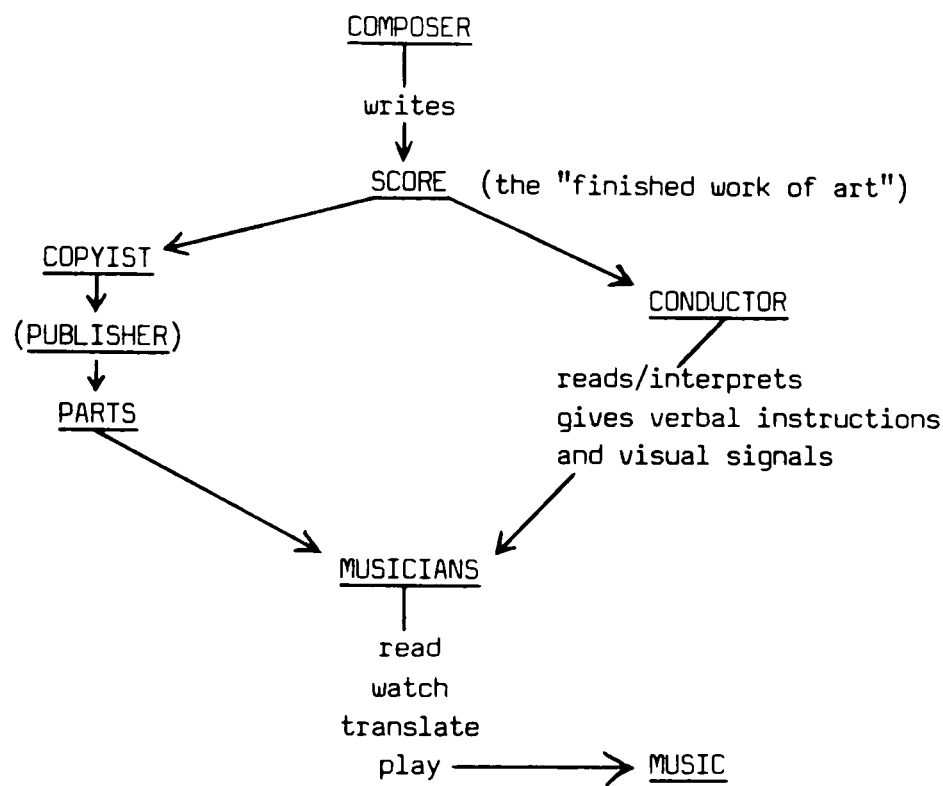 COMPOSER
writes
SCORE (the "finished work of art")
COPYIST
(PUBLISHER)
PARTS
CONDUCTOR
reads/interprets
gives verbal instructions
and visual signals
MUSICIANS
read
watch
translate
play
MUSIC